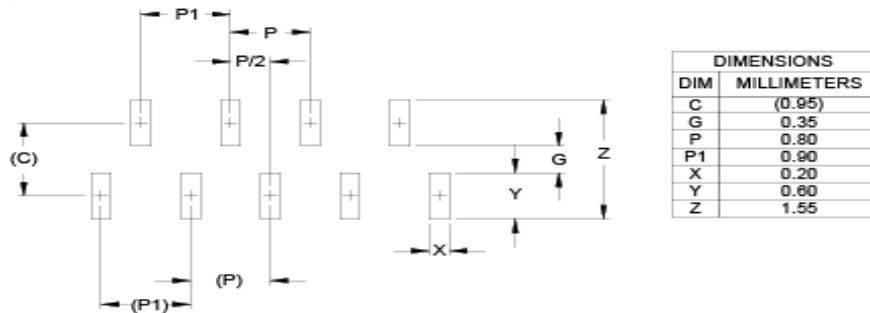 P1
P
P/2
(C)
G
Z
Y
X
(P)
(P1)
DIMENSIONS
DIM MILLIMETERS
C (0.95)
G 0.35
P 0.80
P1 0.90
X 0.20
Y 0.60
Z 1.55